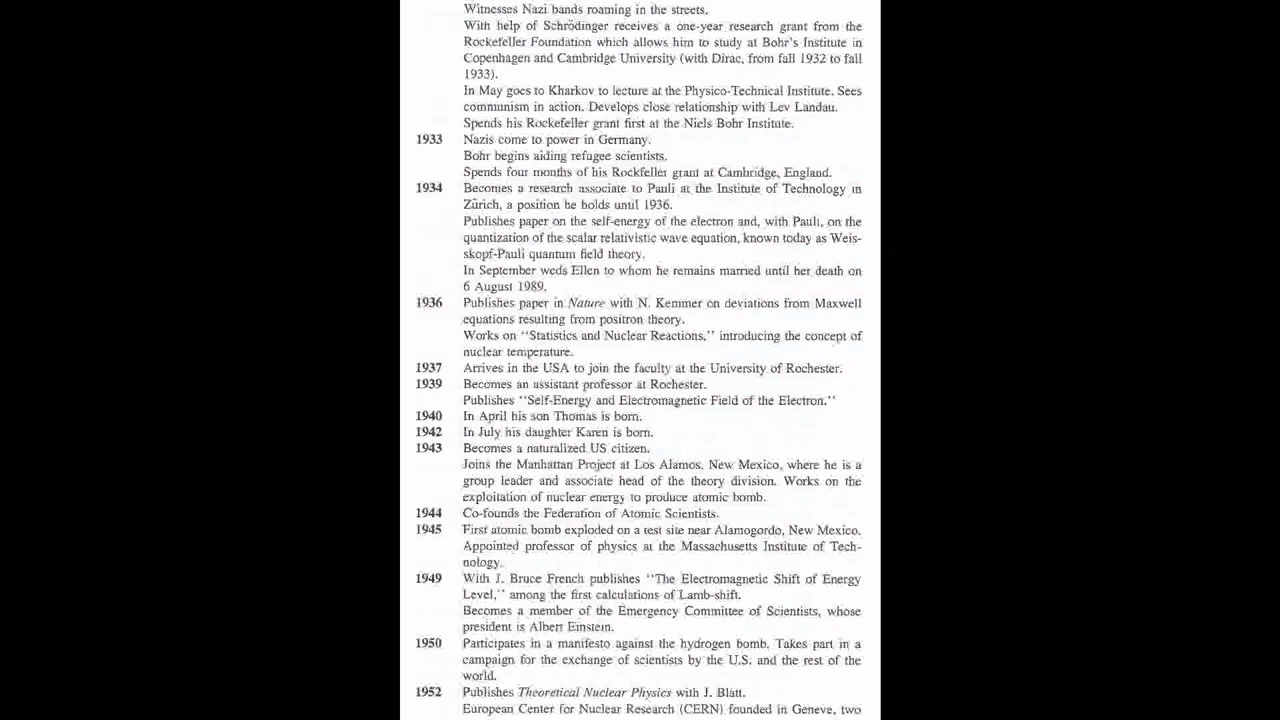 Witnesses Nazi bands roaming in the streets.
With help of Schrödinger receives a one-year research grant from the
Rockefeller Foundation which allows him to study at Bohr's Institute in
Copenhagen and Cambridge University (with Dirac, from fall 1932 to fall
1933).
In May goes to Kharkov to lecture at the Physico-Technical Institute. Sees
communism in action. Develops close relationship with Lev Landau.
Spends his Rockefeller grant first at the Niels Bohr Institute.
1933 Nazis come to power in Germany.
Bohr begins aiding refugee scientists.
Spends four months of his Rockfeller grant at Cambridge, England.
1934 Becomes a research associate to Pauli at the Institute of Technology in
Zürich, a position he holds until 1936.
Publishes paper on the self-energy of the electron and, with Pauli, on the
quantization of the scalar relativistic wave equation, known today as Weis-
skopf-Pauli quantum field theory.
In September weds Ellen to whom he remains married until her death on
6 August 1989.
1936 Publishes paper in Nature with N. Kemmer on deviations from Maxwell
equations resulting from positron theory.
Works on "Statistics and Nuclear Reactions," introducing the concept of
nuclear temperature.
1937 Arrives in the USA to join the faculty at the University of Rochester.
1939 Becomes an assistant professor at Rochester.
Publishes "Self-Energy and Electromagnetic Field of the Electron."
1940 In April his son Thomas is born.
1942 In July his daughter Karen is born.
1943 Becomes a naturalized US citizen.
Joins the Manhattan Project at Los Alamos, New Mexico, where he is a
group leader and associate head of the theory division. Works on the
exploitation of nuclear energy to produce atomic bomb.
1944 Co-founds the Federation of Atomic Scientists.
1945 First atomic bomb exploded on a test site near Alamogordo, New Mexico.
Appointed professor of physics at the Massachusetts Institute of Tech-
nology.
1949 With J. Bruce French publishes "The Electromagnetic Shift of Energy
Level," among the first calculations of Lamb-shift.
Becomes a member of the Emergency Committee of Scientists, whose
president is Albert Einstein.
1950 Participates in a manifesto against the hydrogen bomb. Takes part in a
campaign for the exchange of scientists by the U.S. and the rest of the
world.
1952 Publishes Theoretical Nuclear Physics with J. Blatt.
European Center for Nuclear Research (CERN) founded in Geneve, two